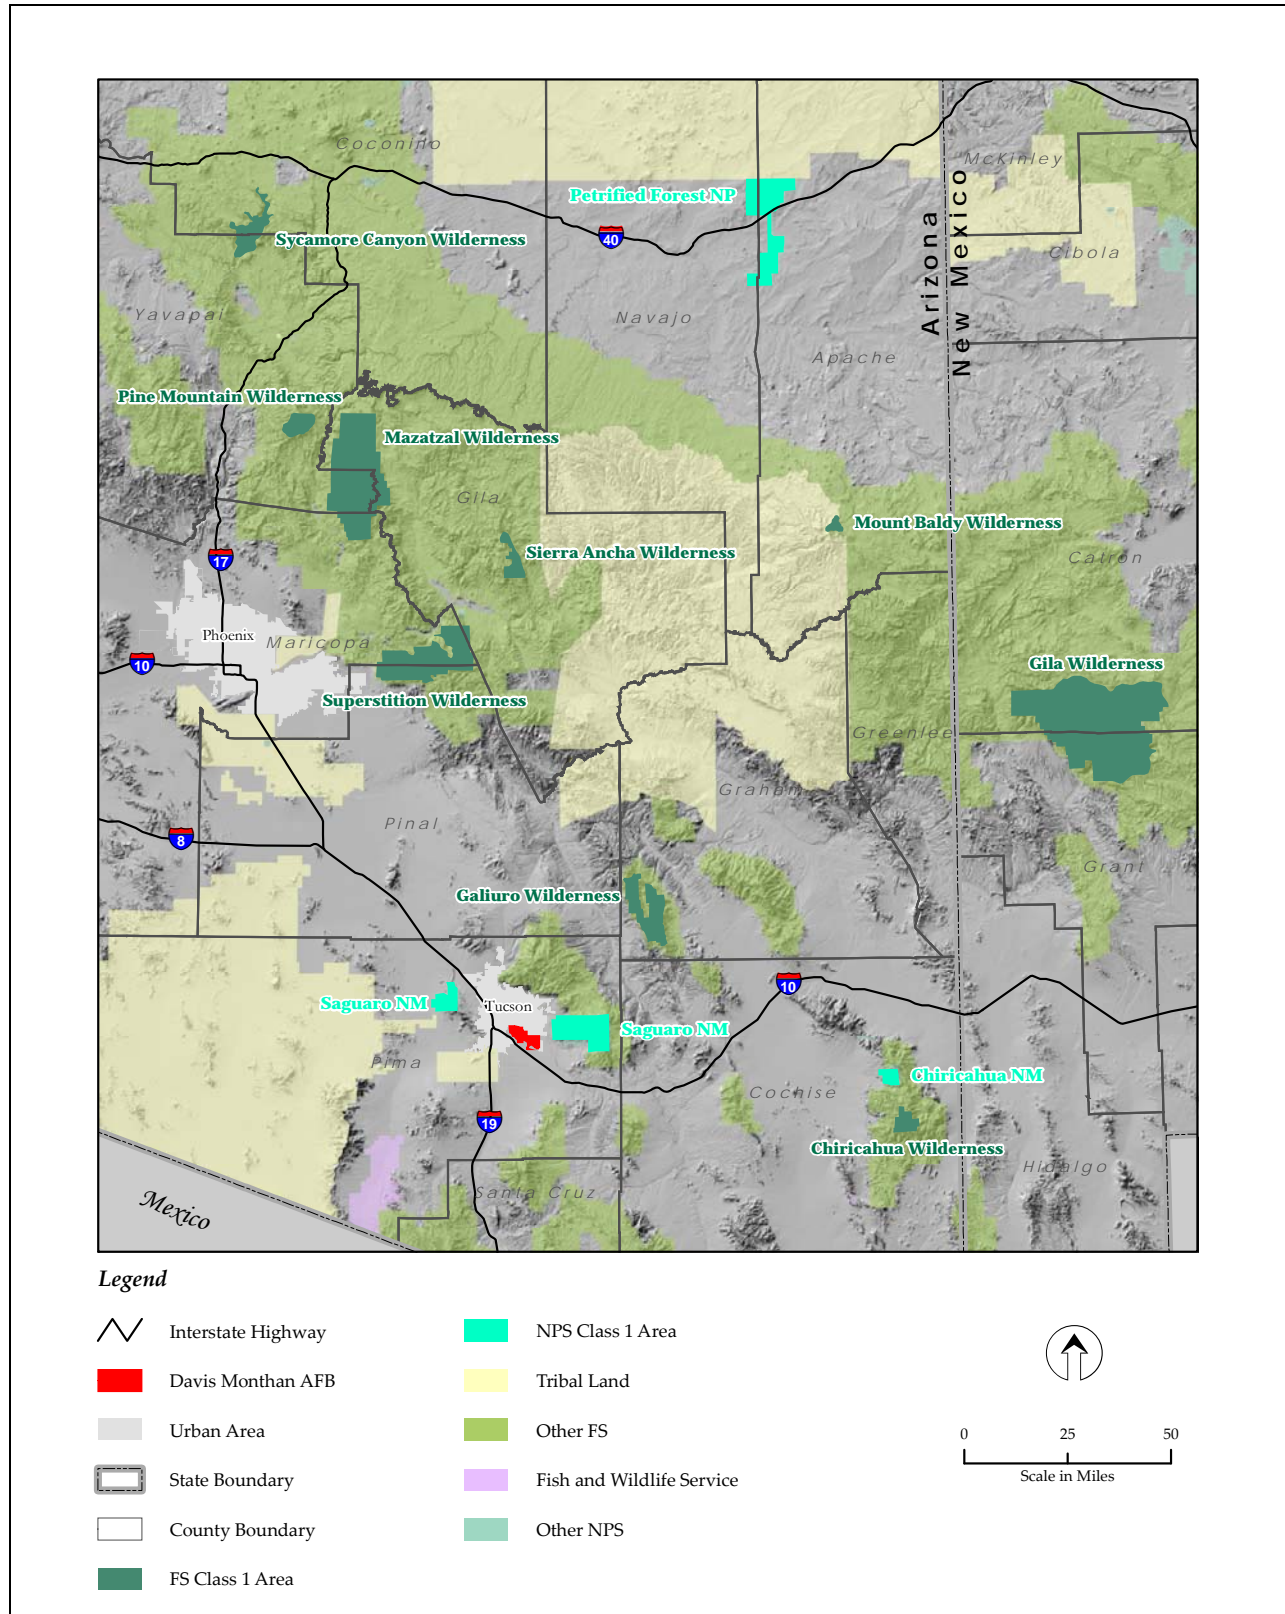 Coconino
McKinley
Petrified Forest NP
Arizona
New Mexico
40
Sycamore Canyon Wilderness
Cibola
Yavapai
Navajo
Apache
Pine Mountain Wilderness
Mazatzal Wilderness
Gila
Mount Baldy Wilderness
Sierra Ancha Wilderness
Catron
17
Phoenix
Maricopa
10
Gila Wilderness
Superstition Wilderness
Greenlee
Graham
Pinal
8
Grant
Galiuro Wilderness
10
Saguaro NM
Tucson
Saguaro NM
Pima
Chiricahua NM
Cochise
19
Chiricahua Wilderness
Hidalgo
Santa Cruz
Mexico
Legend
Interstate Highway
Davis Monthan AFB
Urban Area
State Boundary
County Boundary
FS Class 1 Area
NPS Class 1 Area
Tribal Land
Other FS
Fish and Wildlife Service
Other NPS
0 25 50
Scale in Miles